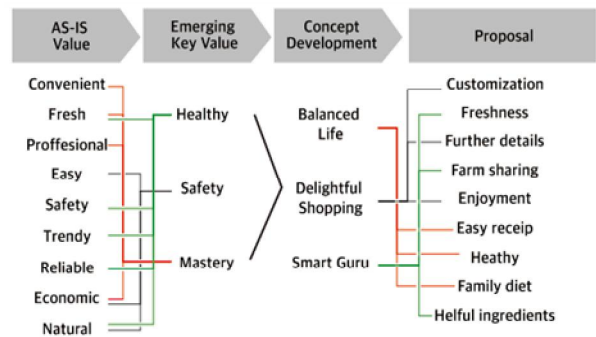 AS-IS
Value
Emerging
Key Value
Concept
Development
Proposal
Convenient
Fresh
Proffesional
Easy
Safety
Trendy
Reliable
Economic
Natural
Healthy
Safety
Mastery
Balanced
Life
Delightful
Shopping
Smart Guru
Customization
Freshness
Further details
Farm sharing
Enjoyment
Easy receip
Heathy
Family diet
Helful ingredients